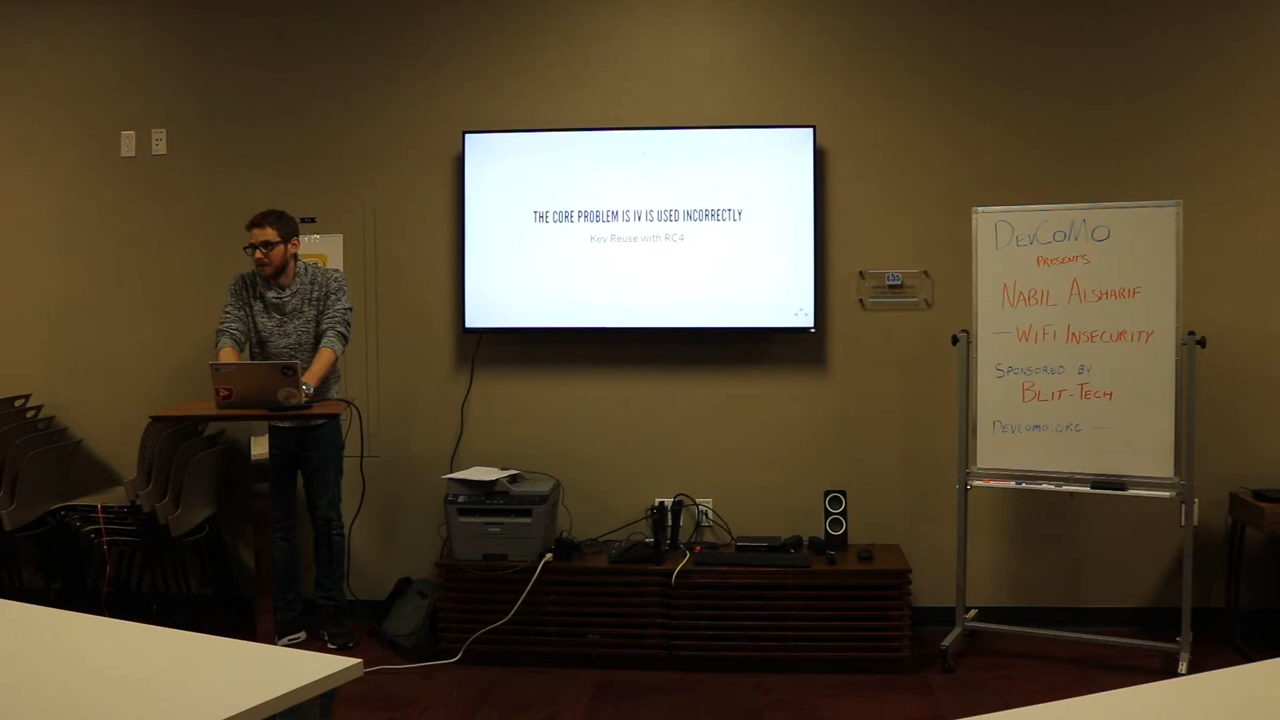 THE CORE PROBLEM IS IV IS USED INCORRECTLY
Key Reuse with RC4
635
DEVCOMO
PRESENTS
NABIL ALSHARIF
— WIFI INSECURITY
SPONSORED BY
BLIT-TECH
DEVCOMO.ORG —